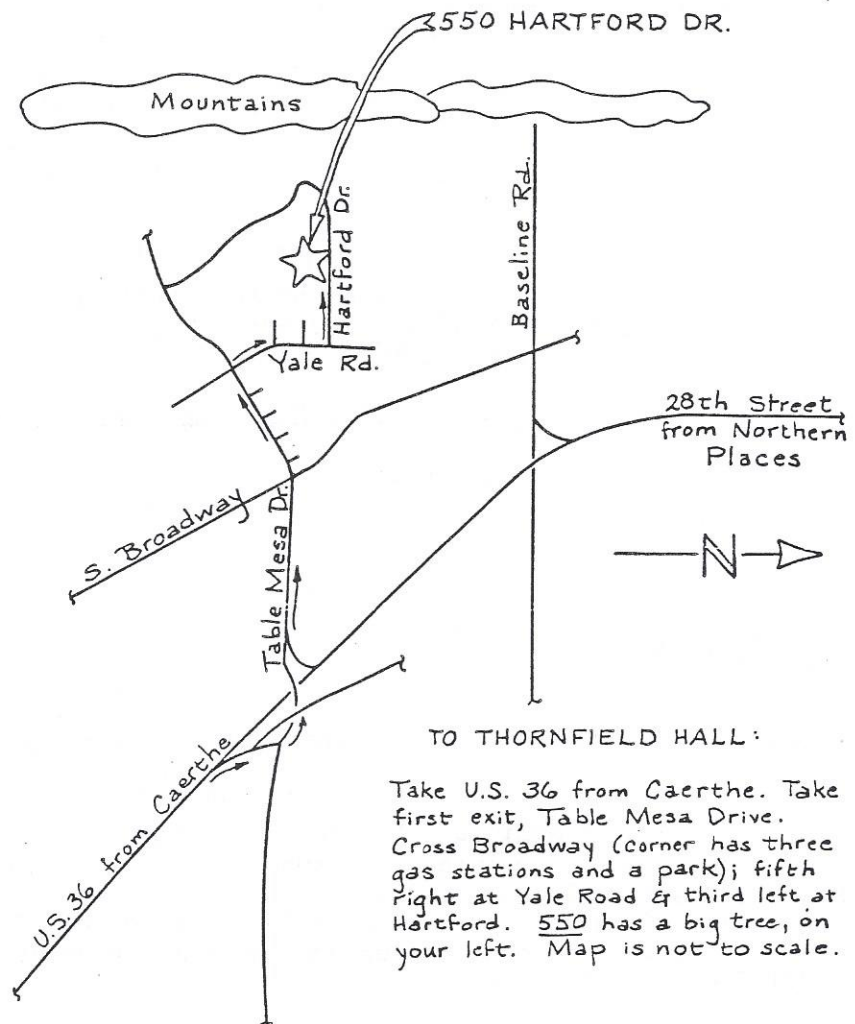 550 HARTFORD DR.
Mountains
Hartford Dr.
Baseline Rd.
Yale Rd.
28th Street
from Northern
Places
S. Broadway
Table Mesa Dr.
N
U.S. 36 from Caerthe
TO THORNFIELD HALL:
Take U.S. 36 from Caerthe. Take
first exit, Table Mesa Drive.
Cross Broadway (corner has three
gas stations and a park); fifth
right at Yale Road & third left at
Hartford. 550 has a big tree, on
your left. Map is not to scale.